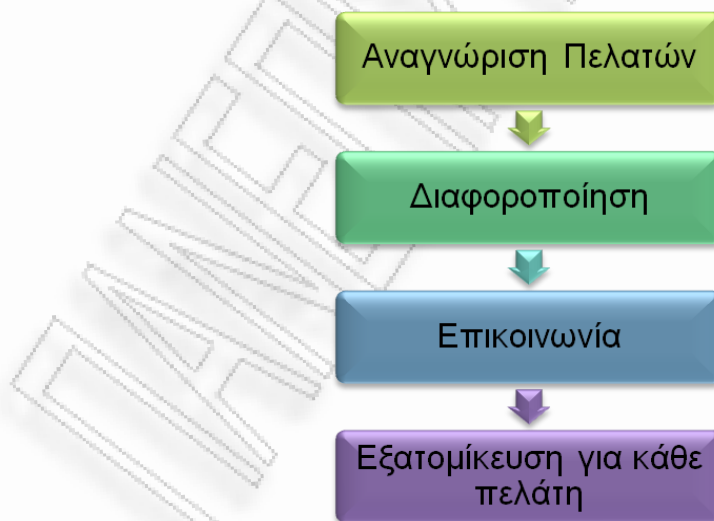 Αναγνώριση Πελατών
Διαφοροποίηση
Επικοινωνία
Εξατομίκευση για κάθε
πελάτη